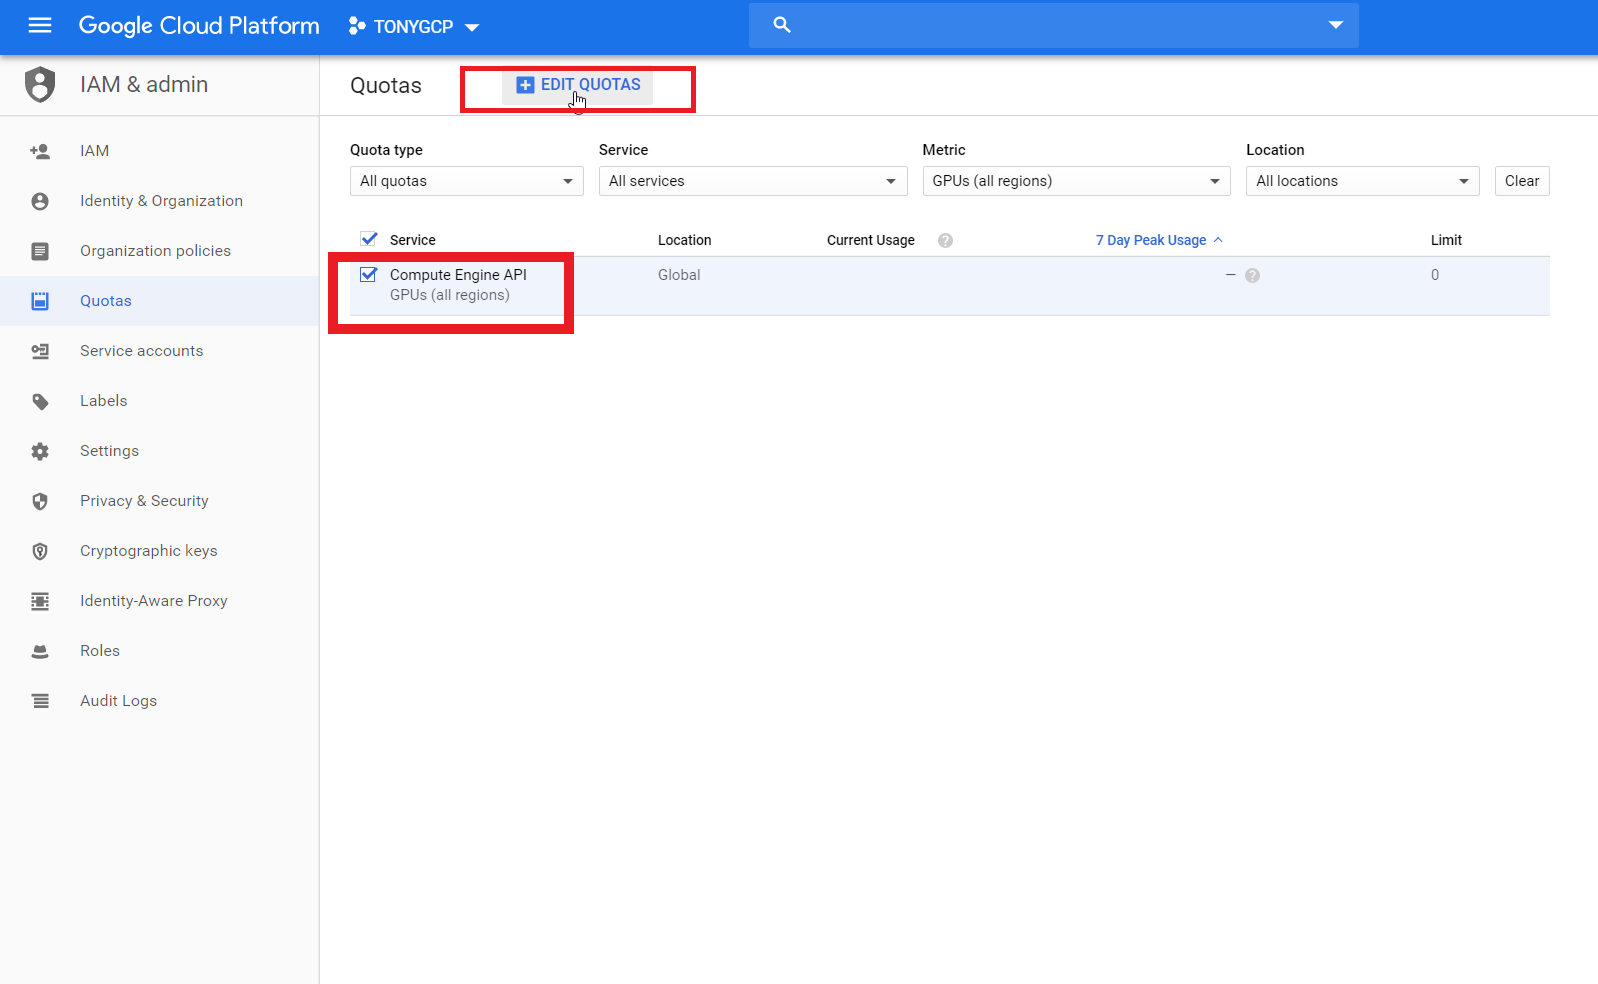 Google Cloud Platform
TONYGCP
IAM & admin
Quotas
EDIT QUOTAS
IAM
Identity & Organization
Organization policies
Quotas
Service accounts
Labels
Settings
Privacy & Security
Cryptographic keys
Identity-Aware Proxy
Roles
Audit Logs
Quota type
Service
Metric
Location
All quotas
All services
GPUs (all regions)
All locations
Clear
Service
Location
Current Usage
?
7 Day Peak Usage
Limit
Compute Engine API
Global
– ?
0
GPUs (all regions)